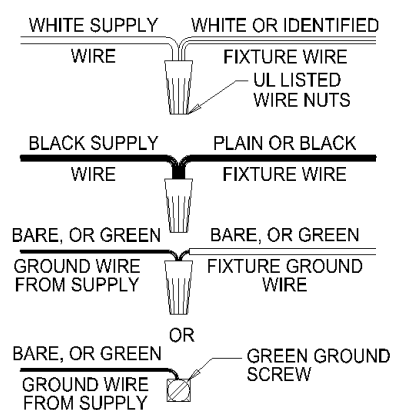 WHITE SUPPLY WHITE OR IDENTIFIED
WIRE FIXTURE WIRE
UL LISTED
WIRE NUTS
BLACK SUPPLY PLAIN OR BLACK
WIRE FIXTURE WIRE
BARE, OR GREEN BARE, OR GREEN
GROUND WIRE FIXTURE GROUND
FROM SUPPLY WIRE
OR
BARE, OR GREEN GREEN GROUND
SCREW
GROUND WIRE
FROM SUPPLY